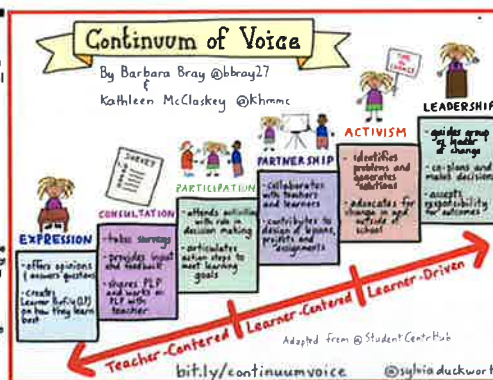 Continuum of Voice
By Barbara Bray @bbray27
&
Kathleen McClaskey @khmmc
EXPRESSION
- offers opinions
& answers questions
- creates
Learner Profile (LP)
on how they learn
best
SURVEY
CONSULTATION
- takes surveys
- provides input
and feedback
- shares PLP
and works on
PLP with
teacher
PARTICIPATION
- attends activities
with role in
decision making
- articulates
action steps to
meet learning
goals
PARTNERSHIP
- collaborates
with teachers
and learners
- contributes to
design of lessons,
projects and
assignments
TIME TO
CHANGE
ACTIVISM
- identifies
problems and
generates
solutions
- advocates for
change in and
outside of
school
LEADERSHIP
- guides group
as leader
of change
- co-plans and
makes decisions
- accepts
responsibility
for outcomes
Teacher-Centered
Learner-Centered
Learner-Driven
Adapted from @StudentCentrHub
bit.ly/continuumvoice
@sylviaduckwort